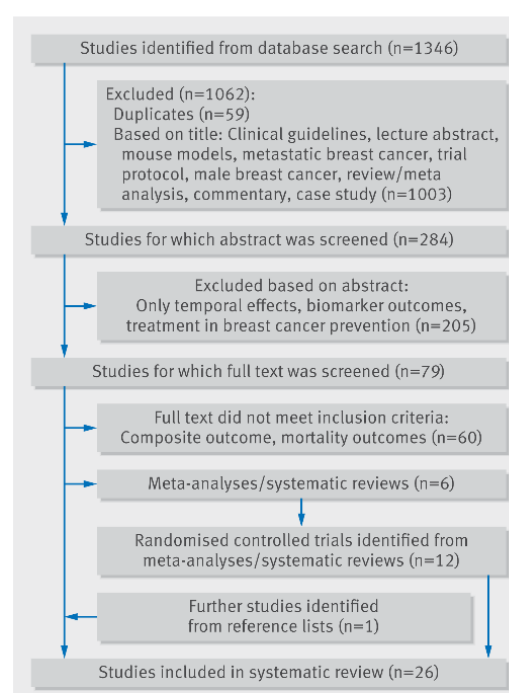 Studies identified from database search (n=1346)
Excluded (n=1062):
Duplicates (n=59)
Based on title: Clinical guidelines, lecture abstract,
mouse models, metastatic breast cancer, trial
protocol, male breast cancer, review/meta
analysis, commentary, case study (n=1003)
Studies for which abstract was screened (n=284)
Excluded based on abstract:
Only temporal effects, biomarker outcomes,
treatment in breast cancer prevention (n=205)
Studies for which full text was screened (n=79)
Full text did not meet inclusion criteria:
Composite outcome, mortality outcomes (n=60)
Meta-analyses/systematic reviews (n=6)
Randomised controlled trials identified from
meta-analyses/systematic reviews (n=12)
Further studies identified
from reference lists (n=1)
Studies included in systematic review (n=26)